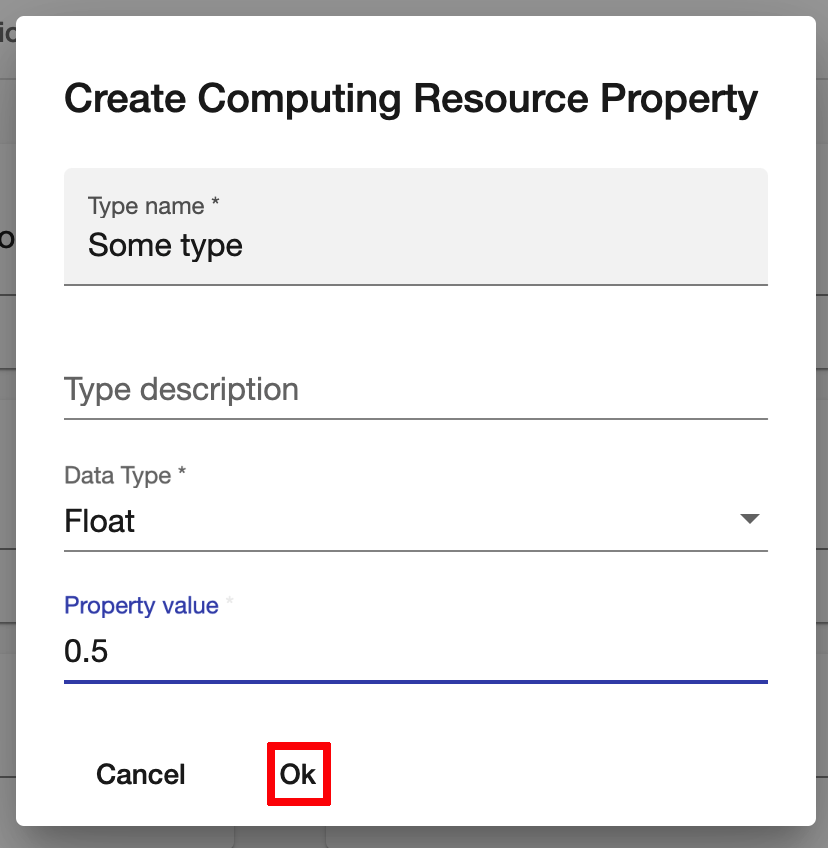 Create Computing Resource Property
Type name *
Some type
Type description
Data Type *
Float
Property value *
0.5
Cancel Ok